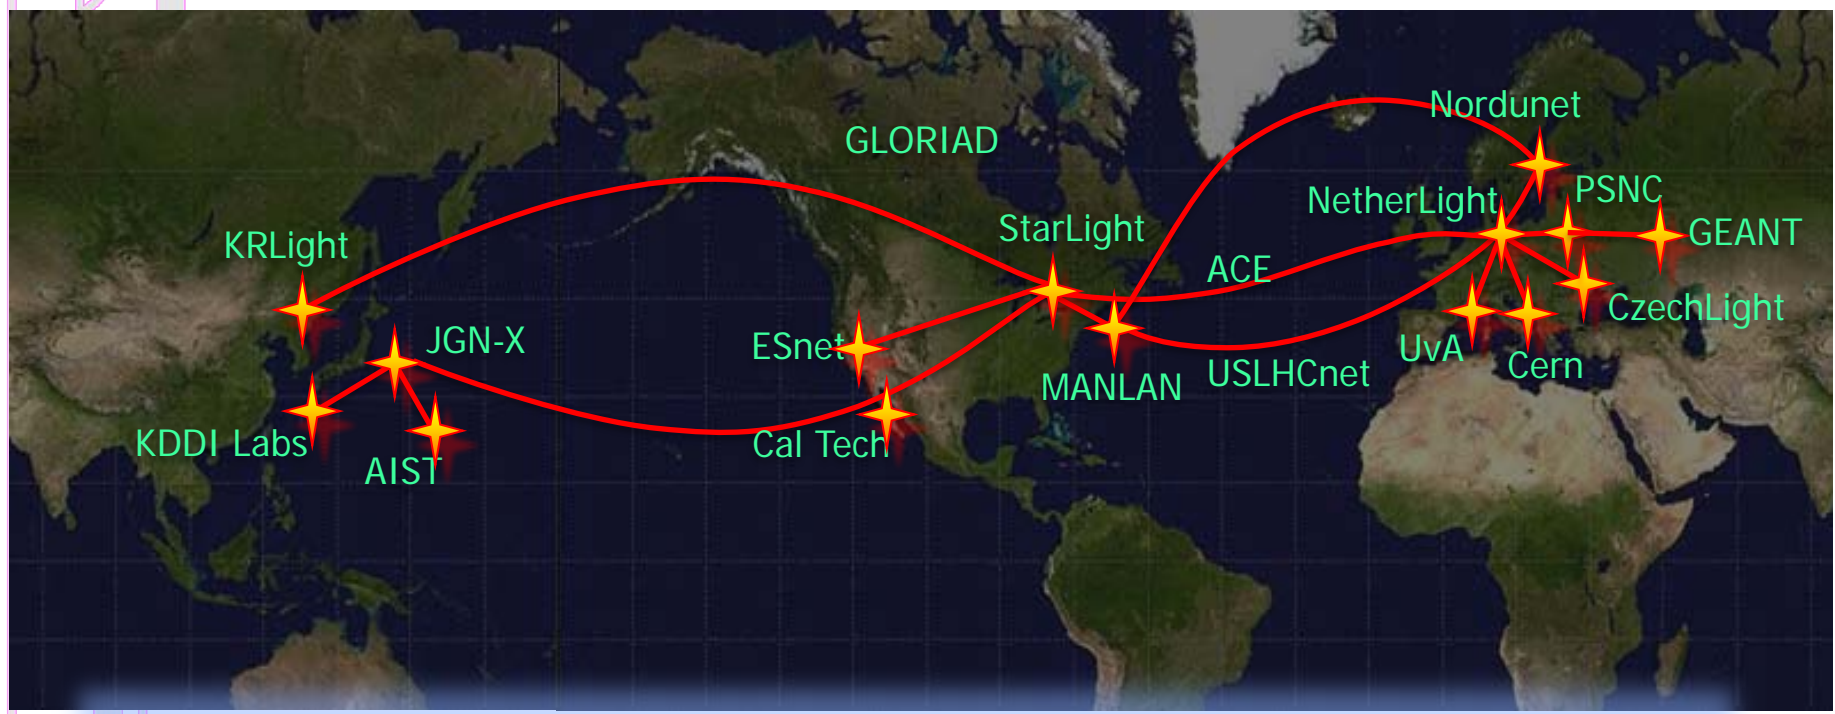 Nordunet
GLORIAD
PSNC
NetherLight
StarLight
GEANT
KRLight
ACE
CzechLight
JGN-X
ESnet
UvA
Cern
USLHCnet
MANLAN
KDDI Labs
Cal Tech
AIST